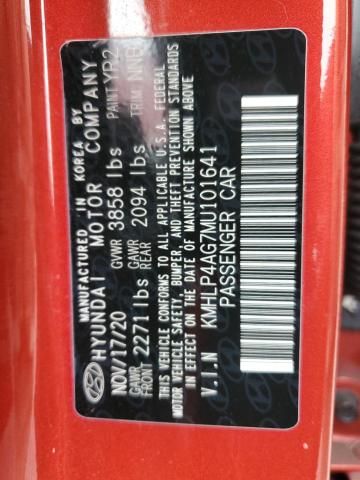 MANUFACTURED IN KOREA BY
HYUNDAI MOTOR COMPANY
NOV/17/20 GVWR 3858 lbs PAINT YR2
GAWR FRONT 2271 lbs GAWR REAR 2094 lbs TRIM NNB
THIS VEHICLE CONFORMS TO ALL APPLICABLE U.S.A. FEDERAL
MOTOR VEHICLE SAFETY, BUMPER, AND THEFT PREVENTION STANDARDS
IN EFFECT ON THE DATE OF MANUFACTURE SHOWN ABOVE.
V.I.N KMHLP4AG7MU101641
PASSENGER CAR